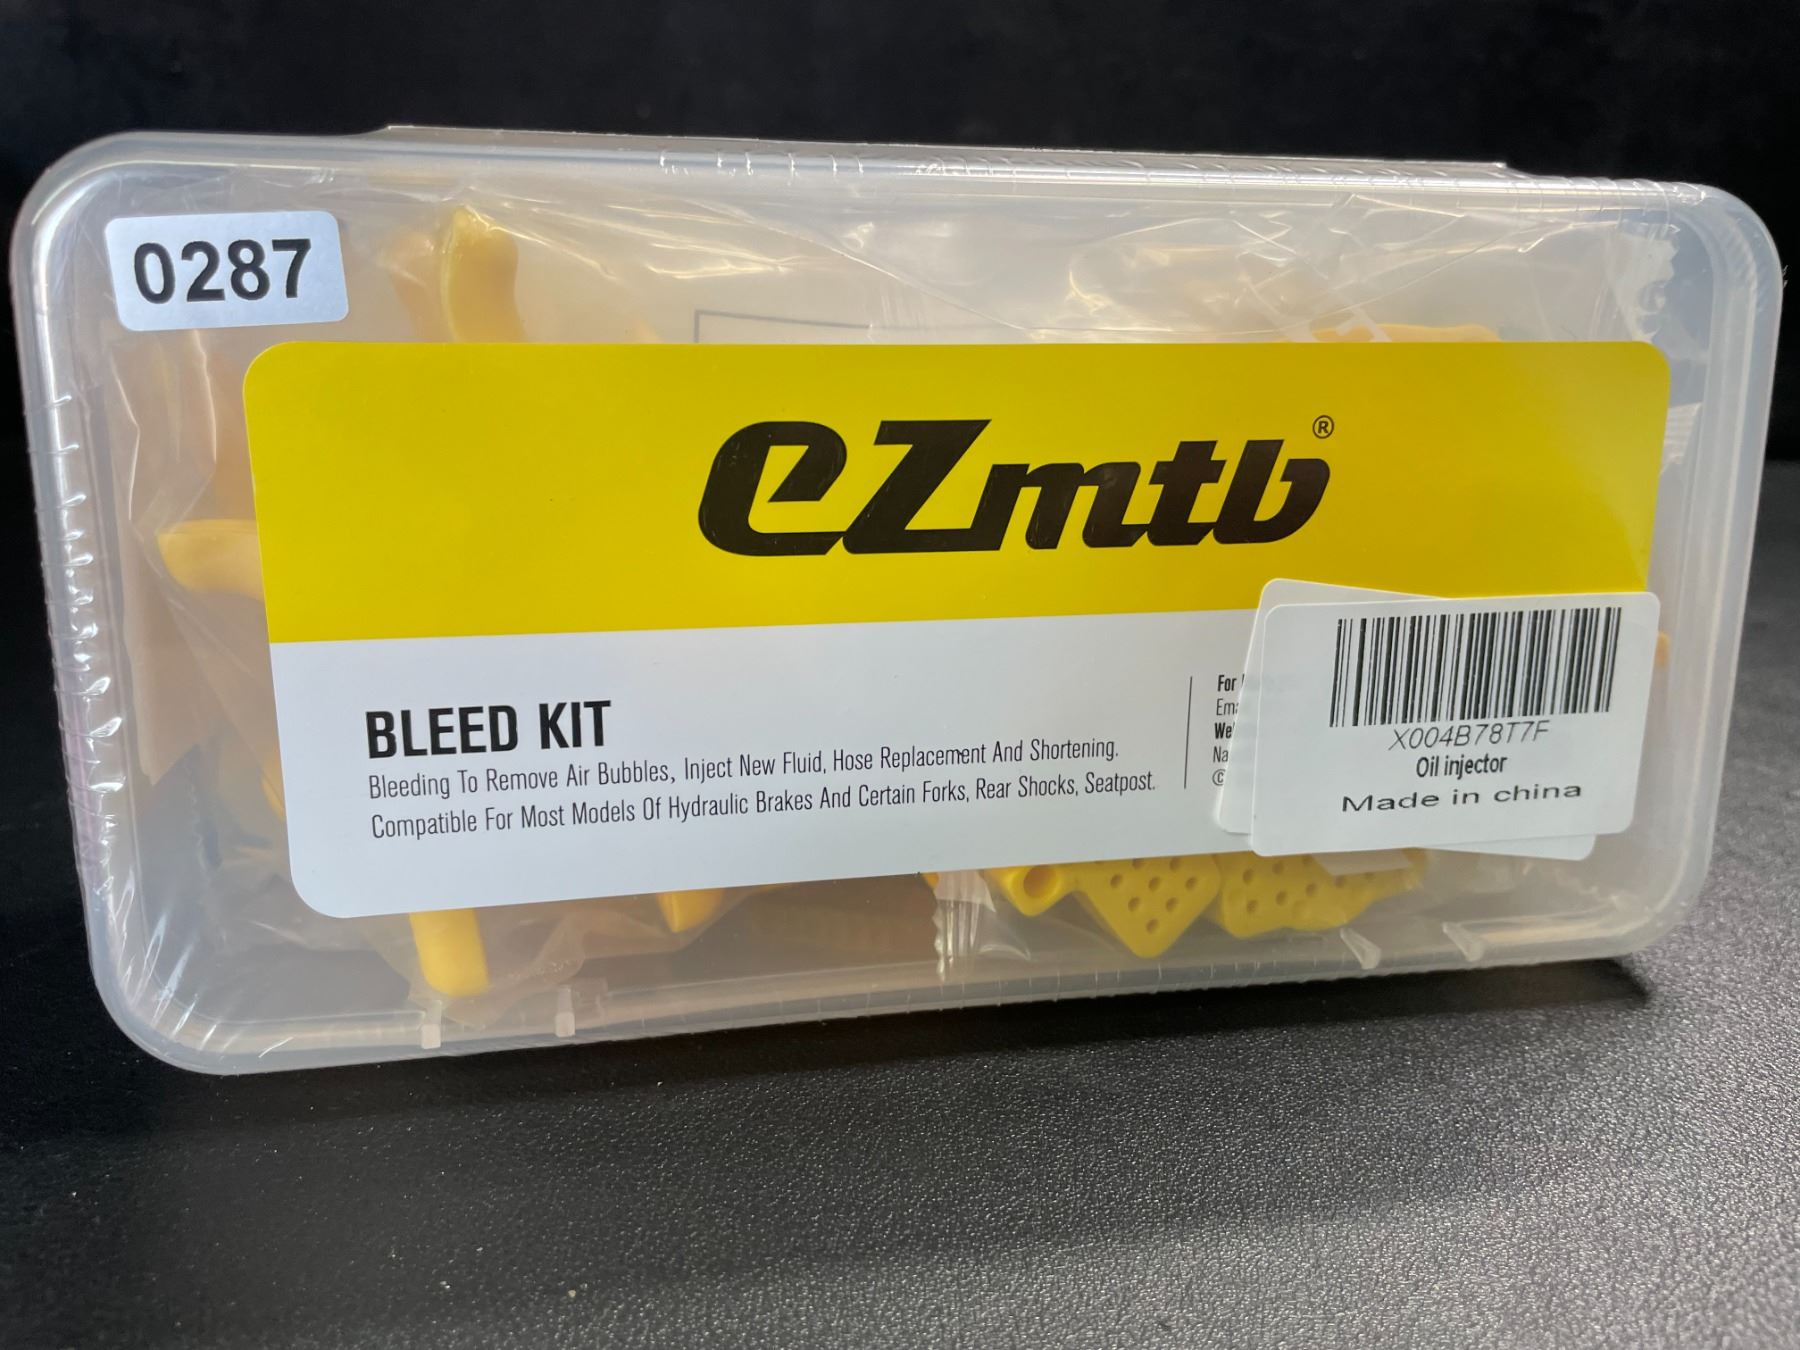 0287
eZmtb®
BLEED KIT
Bleeding To Remove Air Bubbles, Inject New Fluid, Hose Replacement And Shortening.
Compatible For Most Models Of Hydraulic Brakes And Certain Forks, Rear Shocks, Seatpost.
For
©
X004B78T7F
Oil injector
Made in china